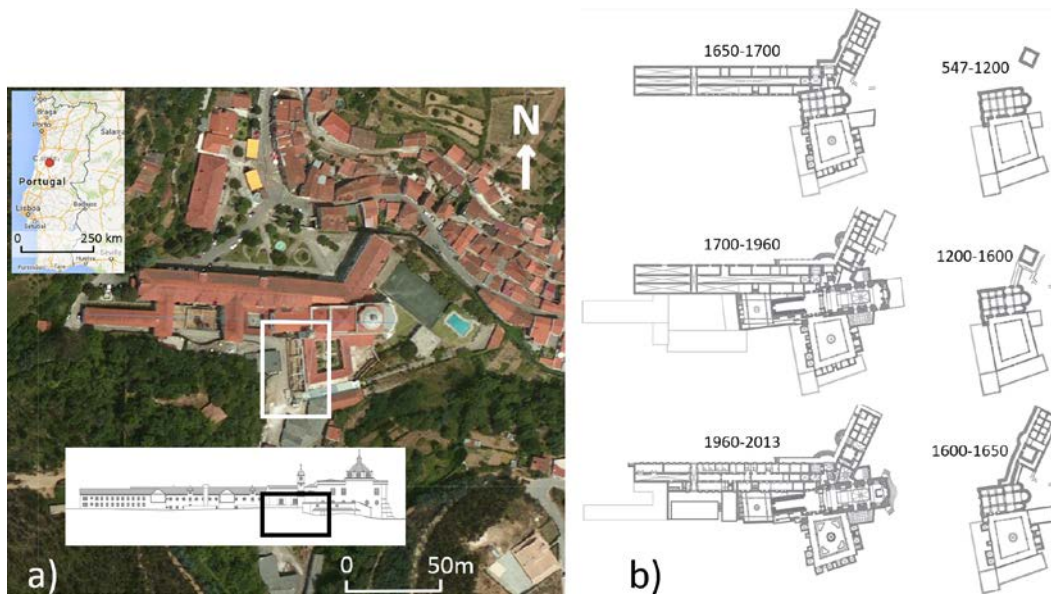 Braga
Porto
Salama
Portugal
Lisboa
Setúbal
Badajoz
Sevilla
0 250 km
N
0 50m
a)
1650-1700
547-1200
1700-1960
1200-1600
1960-2013
1600-1650
b)